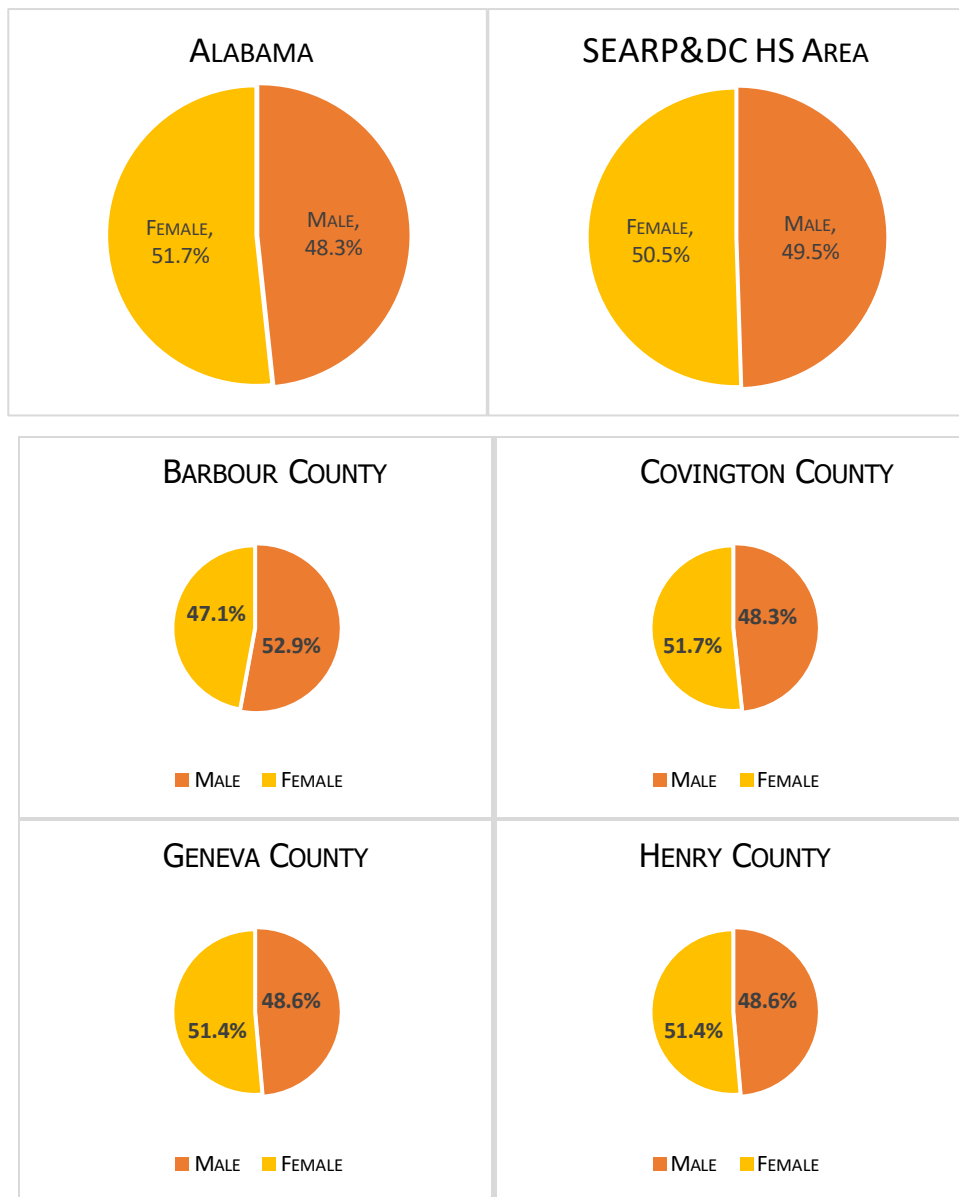 ALABAMA
FEMALE,
51.7%
MALE,
48.3%
SEARP&DC HS AREA
FEMALE,
50.5%
MALE,
49.5%
BARBOUR COUNTY
47.1%
52.9%
MALE FEMALE
COVINGTON COUNTY
48.3%
51.7%
MALE FEMALE
GENEVA COUNTY
48.6%
51.4%
MALE FEMALE
HENRY COUNTY
48.6%
51.4%
MALE FEMALE